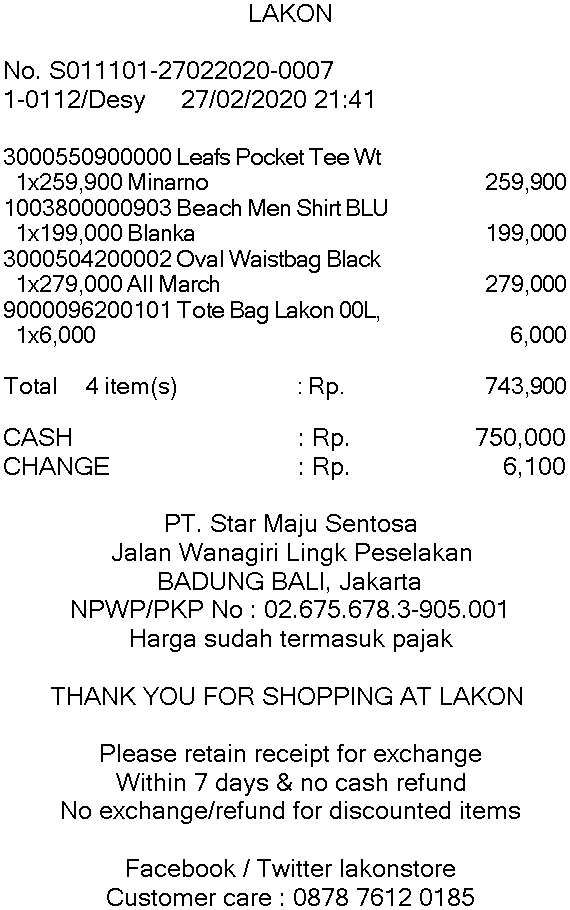 LAKON
No. S011101-27022020-0007
1-0112/Desy 27/02/2020 21:41
3000550900000 Leafs Pocket Tee Wt
1x259,900 Minarno 259,900
1003800000903 Beach Men Shirt BLU
1x199,000 Blanka 199,000
3000504200002 Oval Waistbag Black
1x279,000 All March 279,000
9000096200101 Tote Bag Lakon 00L,
1x6,000 6,000
Total 4 item(s) : Rp. 743,900
CASH : Rp. 750,000
CHANGE : Rp. 6,100
PT. Star Maju Sentosa
Jalan Wanagiri Lingk Peselakan
BADUNG BALI, Jakarta
NPWP/PKP No : 02.675.678.3-905.001
Harga sudah termasuk pajak
THANK YOU FOR SHOPPING AT LAKON
Please retain receipt for exchange
Within 7 days & no cash refund
No exchange/refund for discounted items
Facebook / Twitter lakonstore
Customer care : 0878 7612 0185